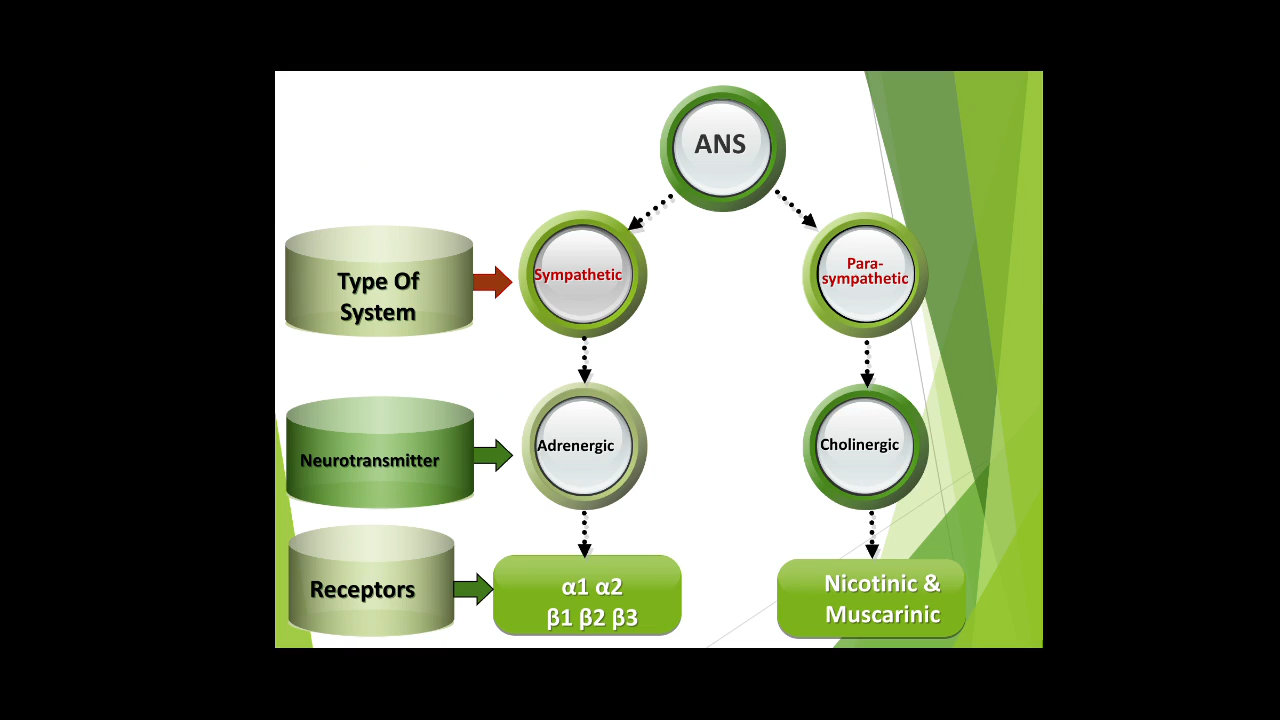 ANS
Type Of
System
Sympathetic
Para-
sympathetic
Neurotransmitter
Adrenergic
Cholinergic
Receptors
α1 α2
β1 β2 β3
Nicotinic &
Muscarinic